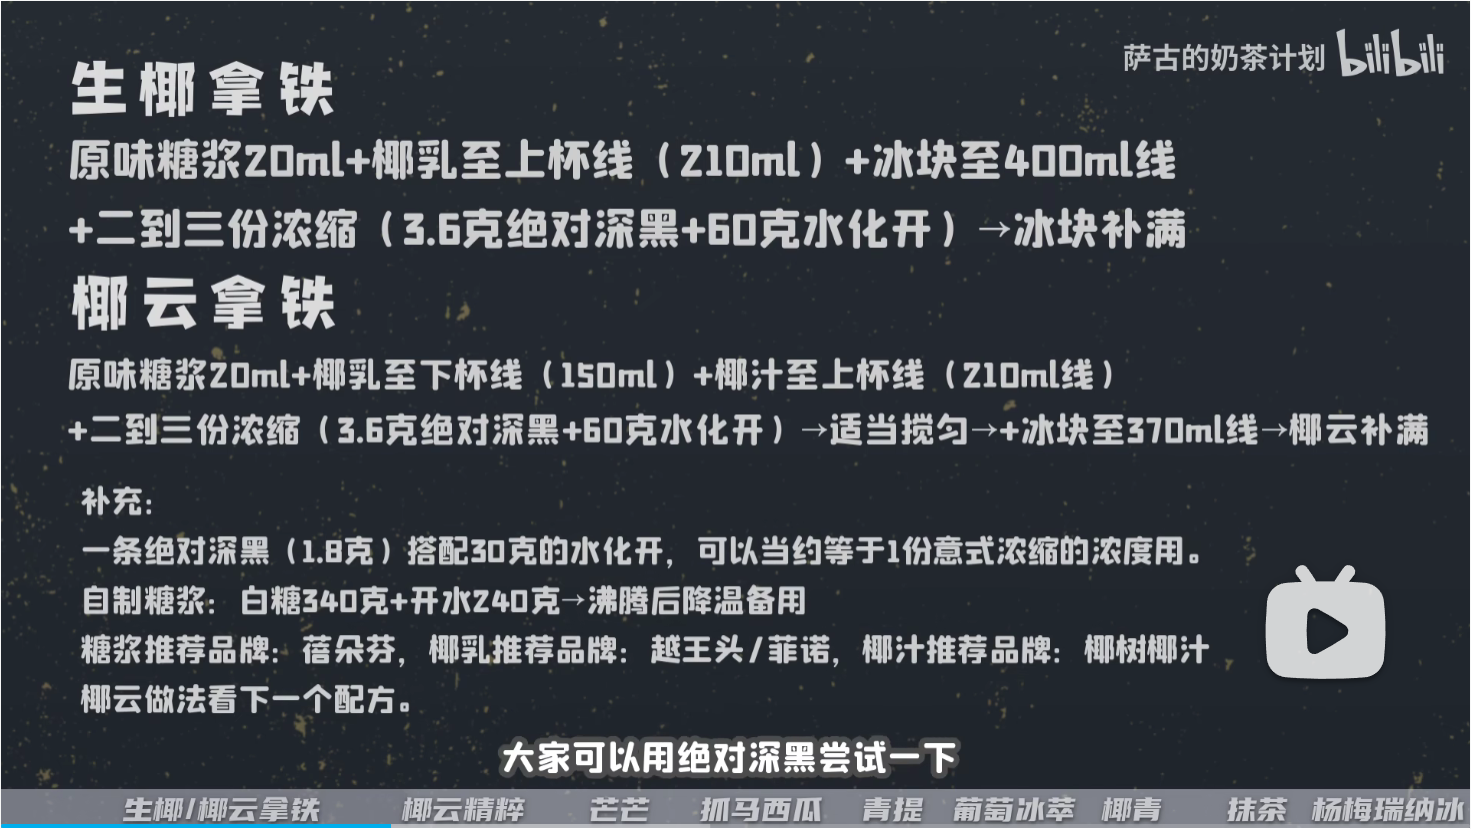 萨古的奶茶计划 bilibili
生椰拿铁
原味糖浆20ml+椰乳至上杯线（210ml）+冰块至400ml线
+二到三份浓缩（3.6克绝对深黑+60克水化开）→冰块补满
椰云拿铁
原味糖浆20ml+椰乳至下杯线（150ml）+椰汁至上杯线（210ml线）
+二到三份浓缩（3.6克绝对深黑+60克水化开）→适当搅匀→+冰块至370ml线→椰云补满
补充：
一条绝对深黑（1.8克）搭配30克的水化开，可以当约等于1份意式浓缩的浓度用。
自制糖浆：白糖340克+开水240克→沸腾后降温备用
糖浆推荐品牌：蓓朵芬，椰乳推荐品牌：越王头/菲诺，椰汁推荐品牌：椰树椰汁
椰云做法看下一个配方。
大家可以用绝对深黑尝试一下
生椰/椰云拿铁 椰云精粹 芒芒 抓马西瓜 青提 葡萄冰萃 椰青 抹茶 杨梅瑞纳冰